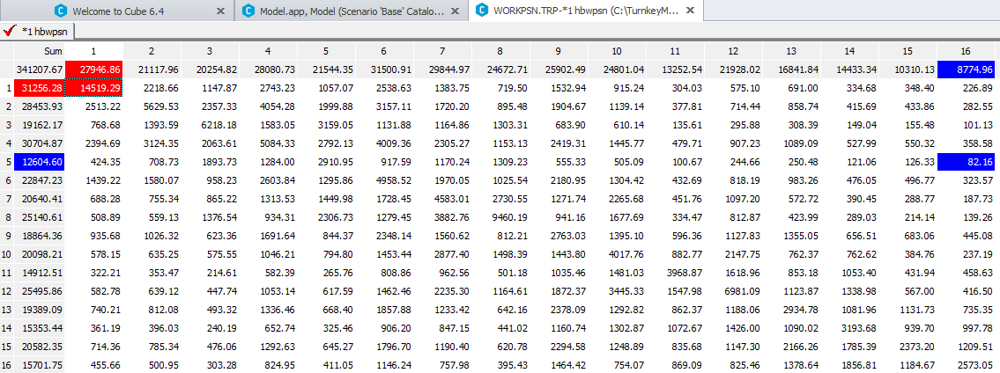 Welcome to Cube 6.4 Model.app, Model (Scenario 'Base' Catalo... WORKPSN.TRP-*1 hbwpsn (C:\TurnkeyM...
*1 hbwpsn
Sum 1 2 3 4 5 6 7 8 9 10 11 12 13 14 15 16
341207.67 27946.86 21117.96 20254.82 28080.73 21544.35 31500.91 29844.97 24672.71 25902.49 24801.04 13252.54 21928.02 16841.84 14433.34 10310.13 8774.96
1 31256.28 14519.29 2218.66 1147.87 2743.23 1057.07 2538.63 1383.75 719.50 1532.94 915.24 304.03 575.10 691.00 334.68 348.40 226.89
2 28453.93 2513.22 5629.53 2357.33 4054.28 1999.88 3157.11 1720.20 895.48 1904.67 1139.14 377.81 714.44 858.74 415.69 433.86 282.55
3 19162.17 768.68 1393.59 6218.18 1583.05 3159.05 1131.88 1164.86 1303.31 683.90 610.14 135.61 295.88 308.39 149.04 155.48 101.13
4 30704.87 2394.69 3124.35 2063.61 5084.33 2792.13 4009.36 2305.27 1153.13 2419.31 1445.77 479.71 907.23 1089.09 527.99 550.32 358.58
5 12604.60 424.35 708.73 1893.73 1284.00 2910.95 917.59 1170.24 1309.23 555.33 505.09 100.67 244.66 250.48 121.06 126.33 82.16
6 22847.23 1439.22 1580.07 958.23 2603.84 1295.86 4958.52 1970.05 1025.54 2180.95 1304.42 432.69 818.19 983.26 476.05 496.77 323.57
7 20640.41 688.28 755.34 865.22 1313.53 1449.98 1728.45 4583.01 2730.55 1271.74 2265.68 451.76 1097.20 572.72 390.45 288.77 187.73
8 25140.61 508.89 559.13 1376.54 934.31 2306.73 1279.45 3882.76 9460.19 941.16 1677.69 334.47 812.87 423.99 289.03 214.14 139.26
9 18864.36 935.68 1026.32 623.36 1691.64 844.37 2348.14 1560.62 812.21 2763.03 1395.10 596.36 1127.83 1355.05 656.51 683.06 445.08
10 20098.21 578.15 635.25 575.55 1046.21 794.80 1453.44 2877.40 1498.39 1443.80 4017.76 882.77 2147.75 762.37 762.62 384.76 237.19
11 14912.51 322.21 353.47 214.61 582.39 265.76 808.86 962.56 501.18 1035.46 1481.03 3968.87 1618.96 853.18 1053.40 431.94 458.63
12 25495.86 582.78 639.12 447.74 1053.14 617.59 1462.46 2235.30 1164.61 1872.37 3445.33 1547.98 6981.09 1123.87 1338.98 567.00 416.50
13 19389.09 740.21 812.08 493.32 1336.46 668.40 1857.88 1233.42 642.16 2378.09 1292.82 862.37 1188.06 2934.78 1081.96 1131.73 735.35
14 15353.44 361.19 396.03 240.19 652.74 325.46 906.20 847.15 441.02 1160.74 1302.87 1072.67 1426.00 1090.02 3193.68 939.70 997.78
15 20582.35 714.36 785.34 476.06 1292.63 645.27 1796.70 1190.40 620.78 2294.58 1248.89 835.68 1147.30 2166.26 1785.39 2373.20 1209.51
16 15701.75 455.66 500.95 303.28 824.95 411.05 1146.24 757.98 395.43 1464.42 754.07 869.09 825.46 1378.64 1856.81 1184.67 2573.05